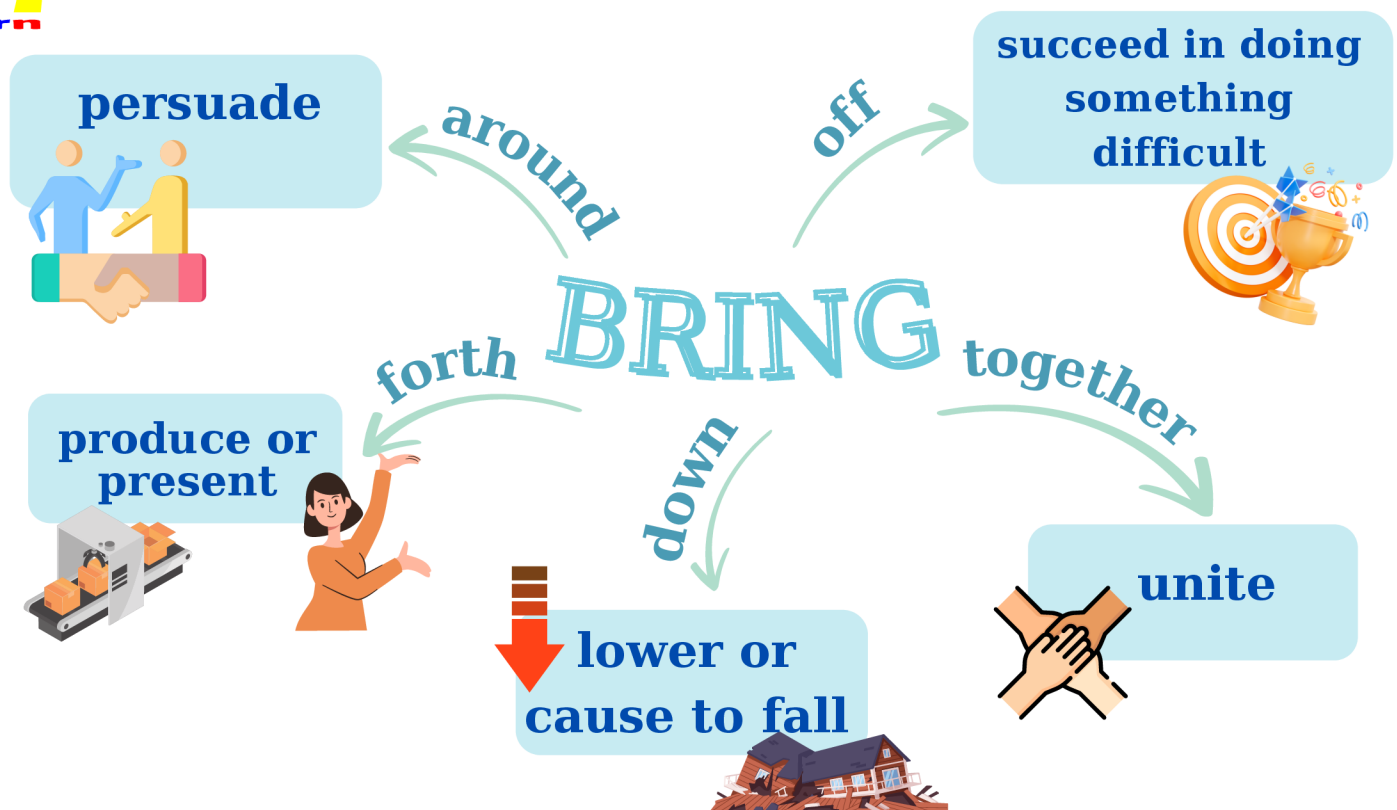 persuade
around
off
succeed in doing
something
difficult
BRING
forth
together
produce or
present
down
unite
lower or
cause to fall